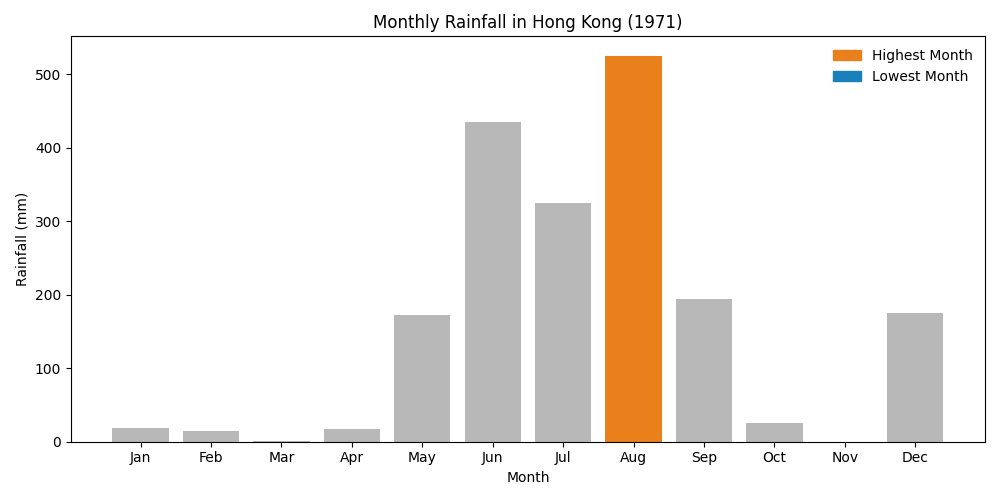 Monthly Rainfall in Hong Kong (1971)
Highest Month
Lowest Month
Rainfall (mm)
500
400
300
200
100
0
Jan Feb Mar Apr May Jun Jul Aug Sep Oct Nov Dec
Month